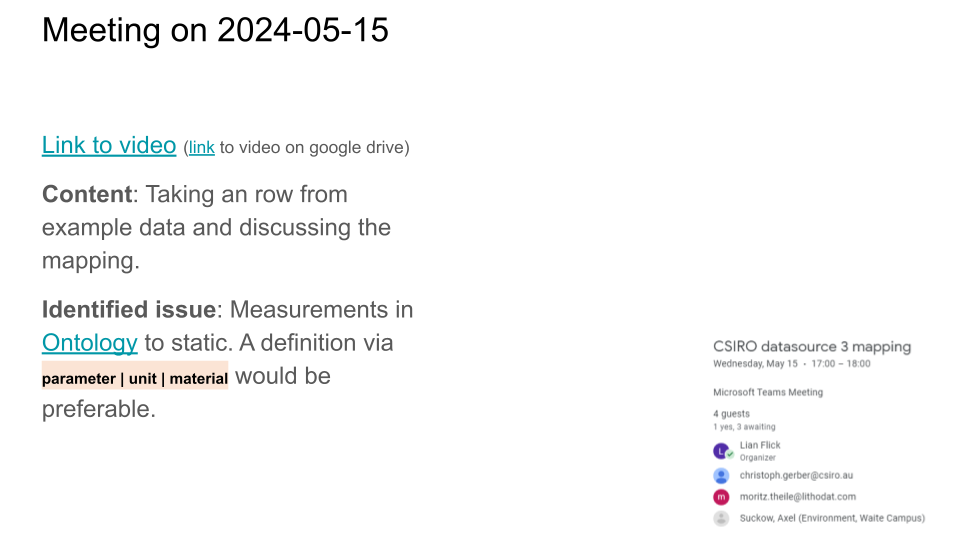 Meeting on 2024-05-15
Link to video (link to video on google drive)
Content: Taking an row from
example data and discussing the
mapping.
Identified issue: Measurements in
Ontology to static. A definition via
parameter | unit | material would be
preferable.
CSIRO datasource 3 mapping
Wednesday, May 15 · 17:00 – 18:00
Microsoft Teams Meeting
4 guests
1 yes, 3 awaiting
L
Lian Flick
Organizer
christoph.gerber@csiro.au
m
moritz.theile@lithodat.com
Suckow, Axel (Environment, Waite Campus)